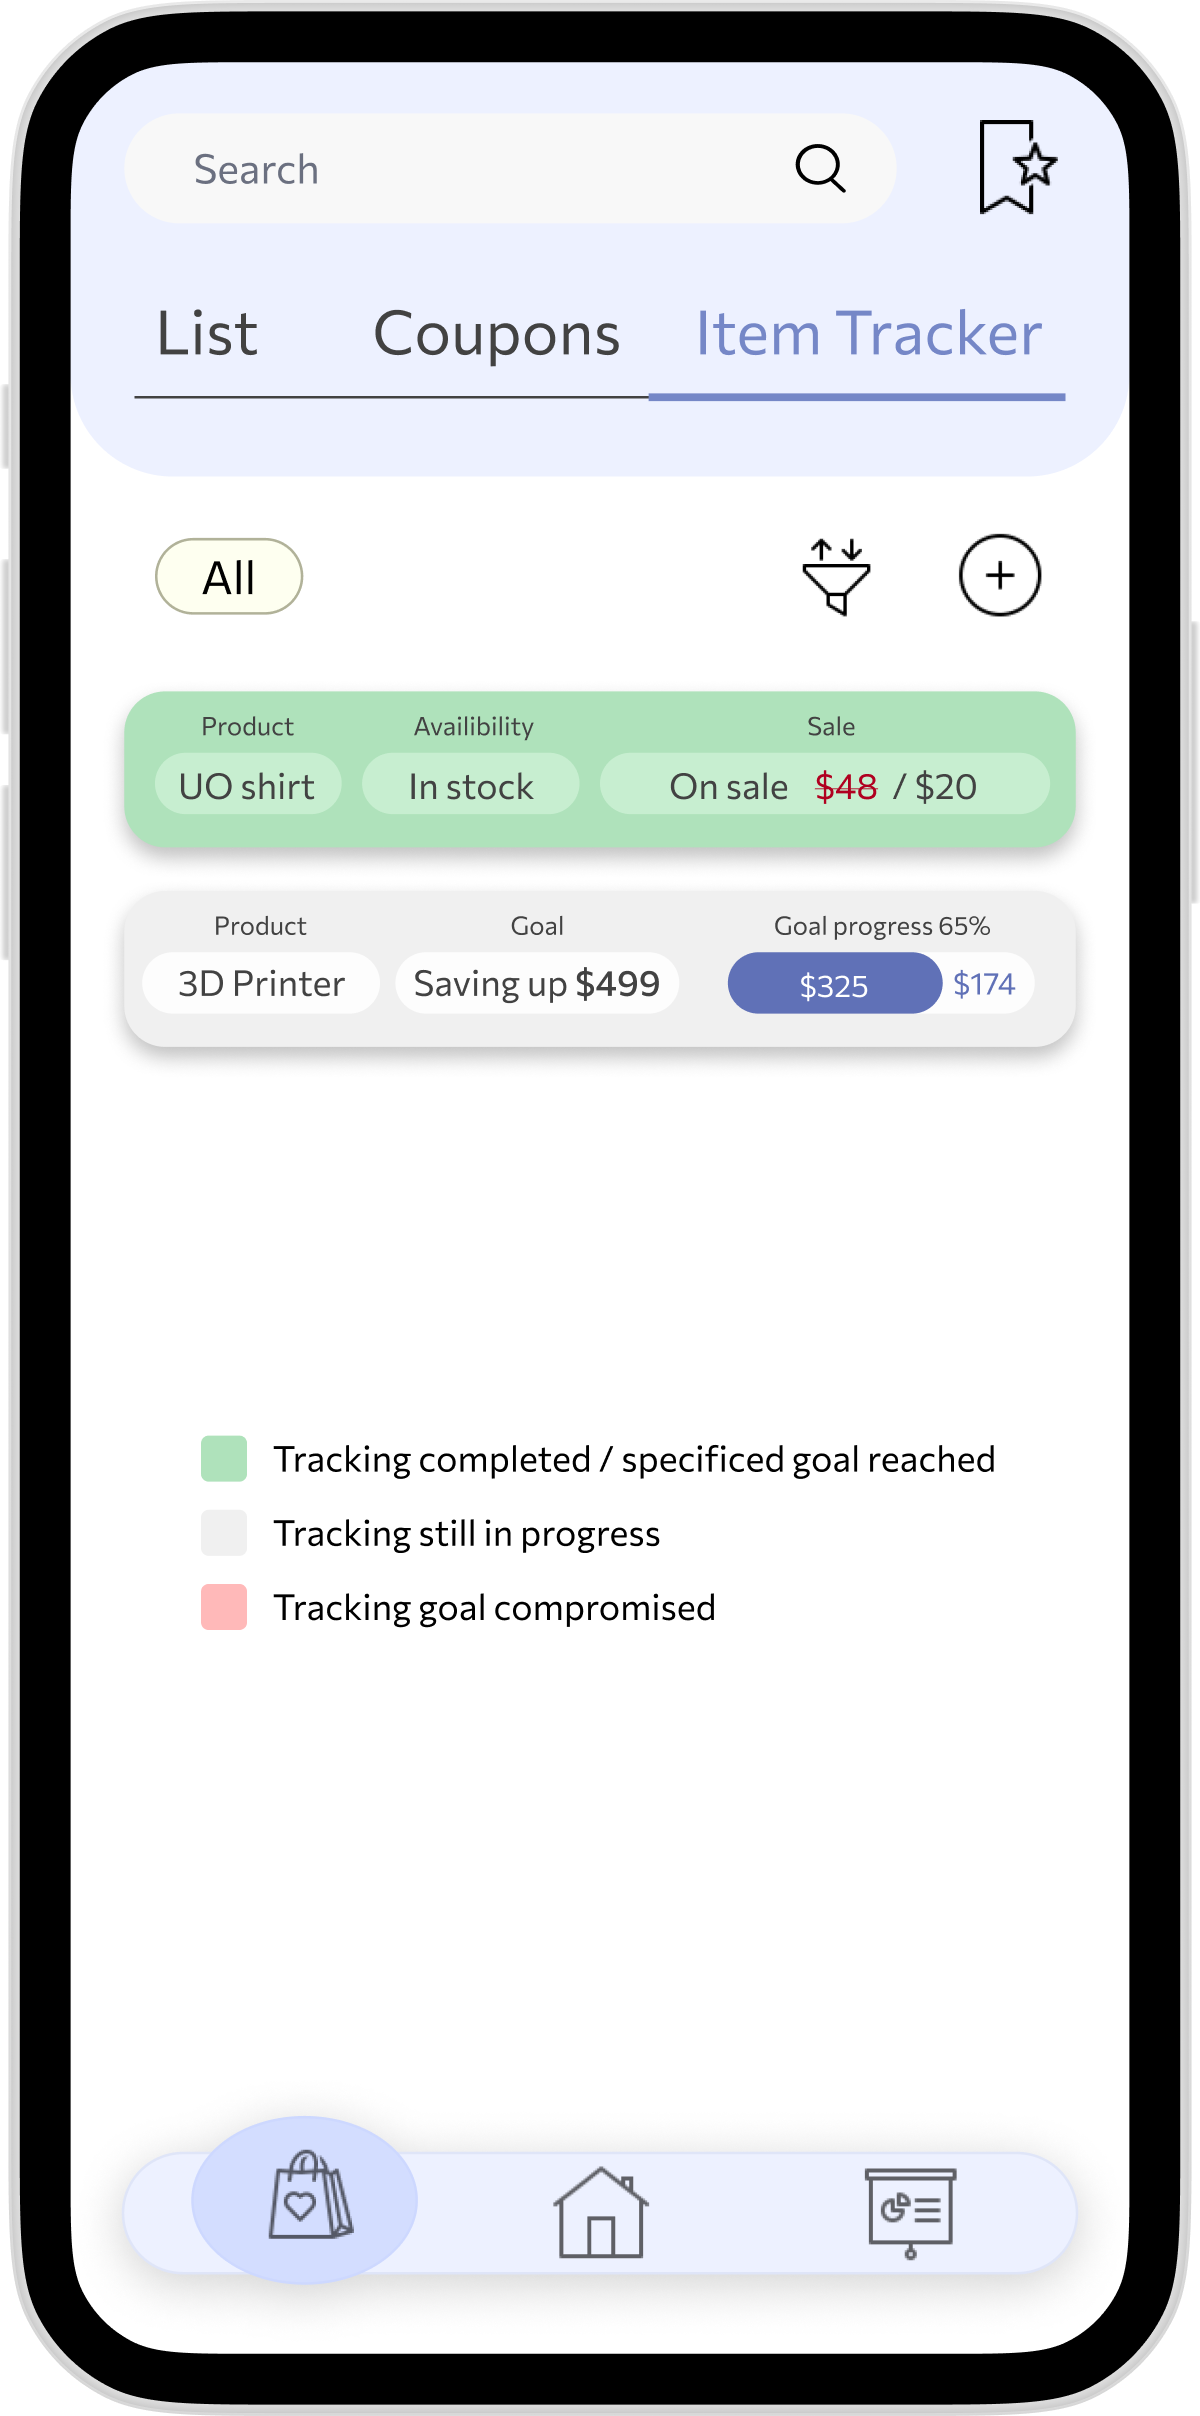 Search
List Coupons Item Tracker
All
Product Availibility Sale
UO shirt In stock On sale $48 / $20
Product Goal Goal progress 65%
3D Printer Saving up $499 $325 $174
Tracking completed / specificed goal reached
Tracking still in progress
Tracking goal compromised